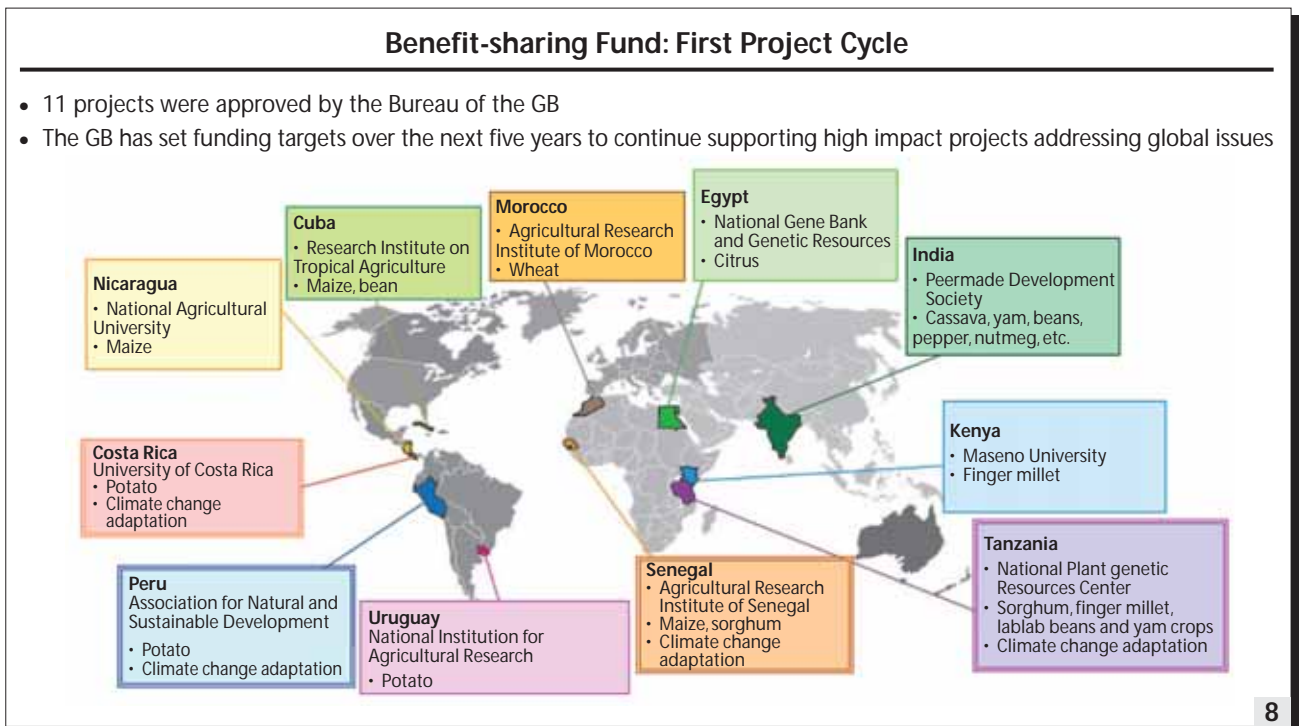 Benefit-sharing Fund: First Project Cycle
• 11 projects were approved by the Bureau of the GB
• The GB has set funding targets over the next five years to continue supporting high impact projects addressing global issues
Nicaragua
• National Agricultural
University
• Maize
Cuba
• Research Institute on
Tropical Agriculture
• Maize, bean
Morocco
• Agricultural Research
Institute of Morocco
• Wheat
Egypt
• National Gene Bank
and Genetic Resources
• Citrus
India
• Peermade Development
Society
• Cassava, yam, beans,
pepper, nutmeg, etc.
Costa Rica
University of Costa Rica
• Potato
• Climate change
adaptation
Kenya
• Maseno University
• Finger millet
Peru
Association for Natural and
Sustainable Development
• Potato
• Climate change adaptation
Uruguay
National Institution for
Agricultural Research
• Potato
Senegal
• Agricultural Research
Institute of Senegal
• Maize, sorghum
• Climate change
adaptation
Tanzania
• National Plant genetic
Resources Center
• Sorghum, finger millet,
lablab beans and yam crops
• Climate change adaptation
8